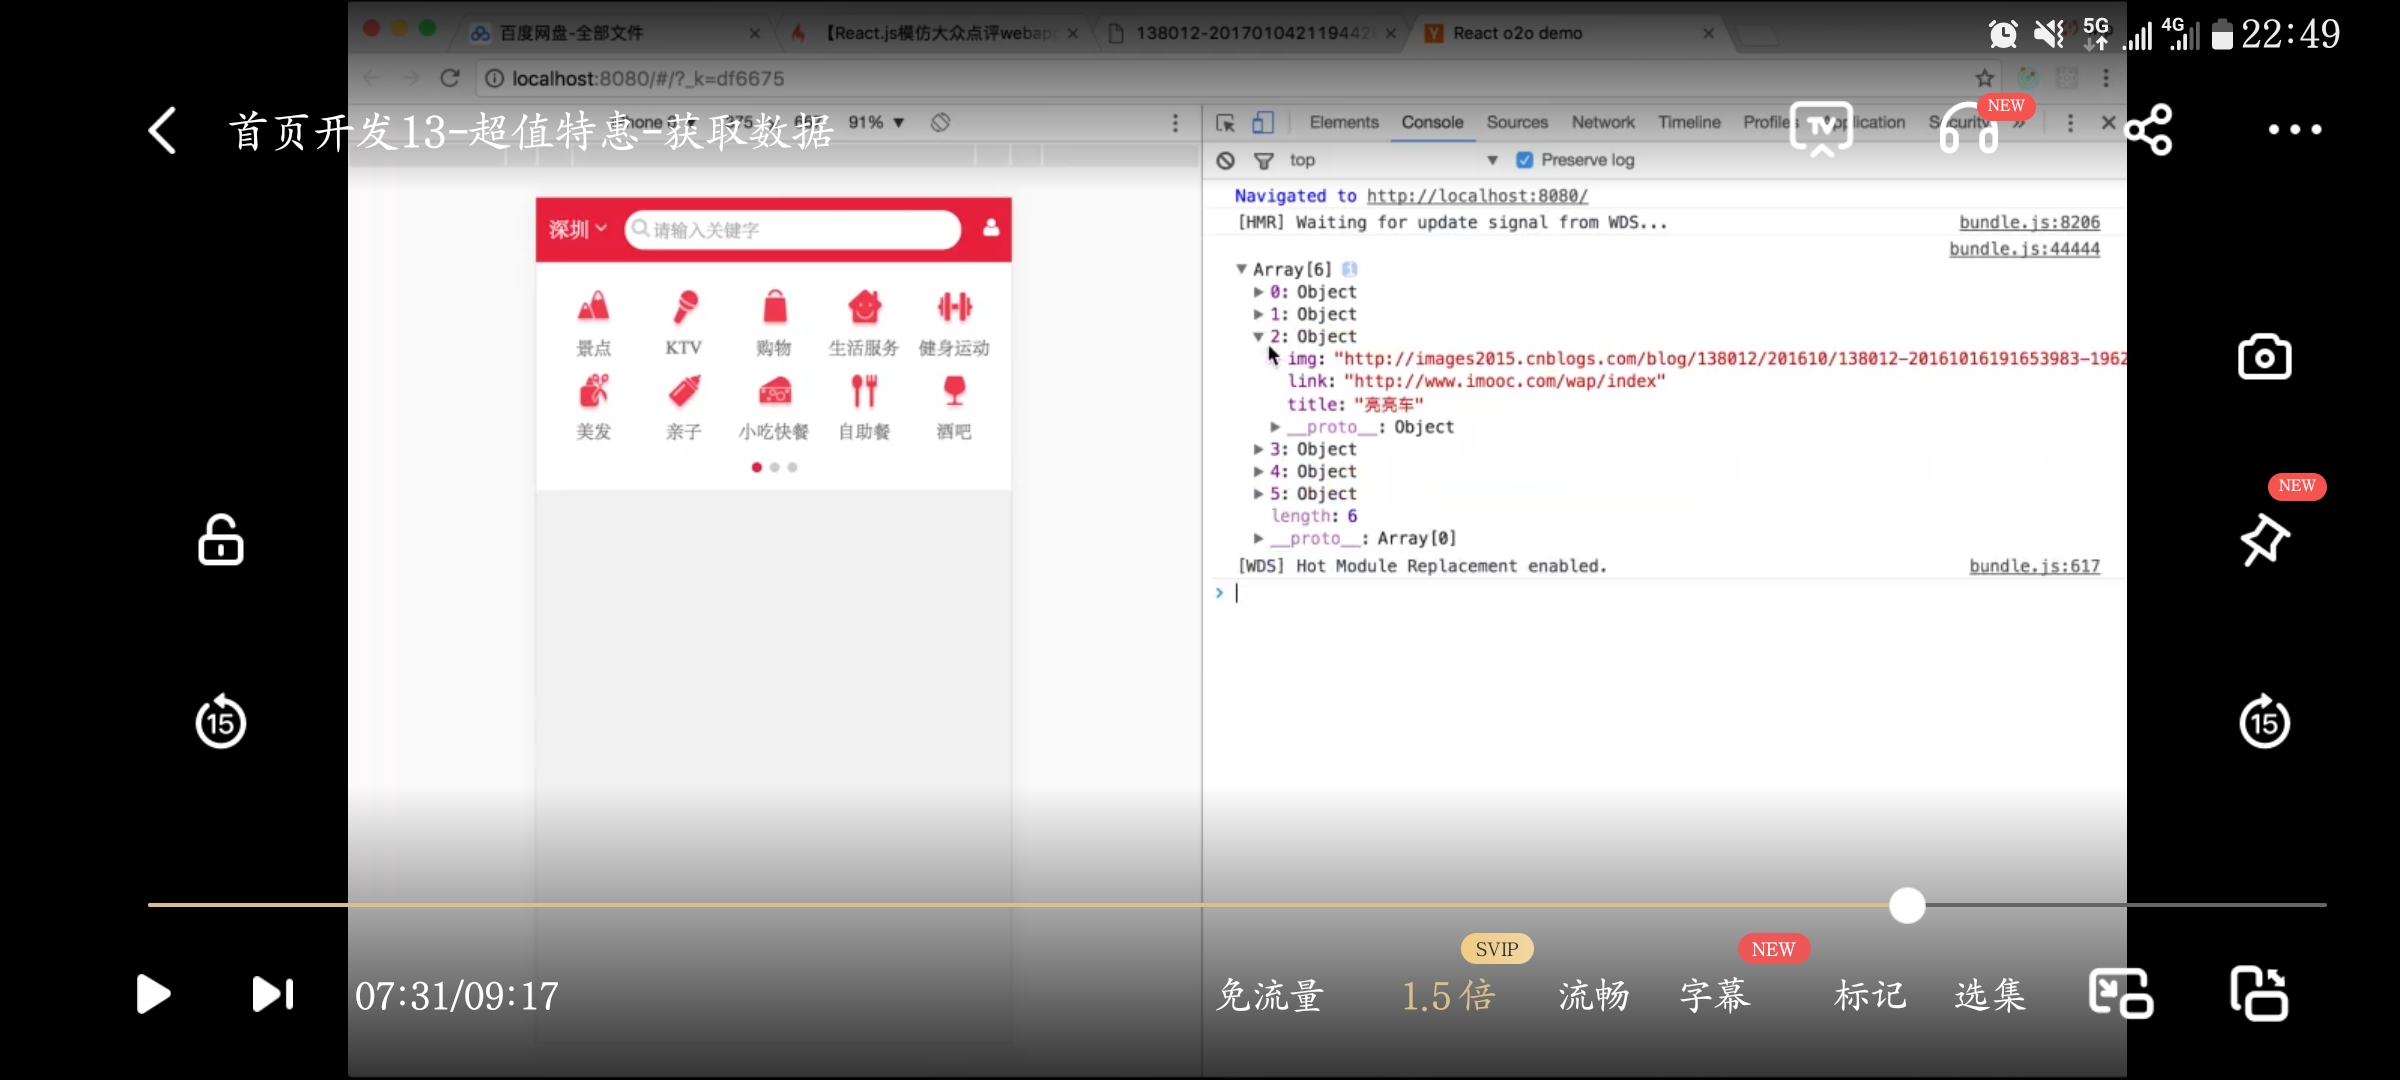 百度网盘-全部文件
【React.js模仿大众点评webap
138012-2017010421194426
React o2o demo
5G
4G
22:49
localhost:8080/#/?_k=df6675
首页开发13-超值特惠-获取数据
91%
Elements
Console
Sources
Network
Timeline
Profiles
Application
Security
NEW
TV
top
Preserve log
Navigated to http://localhost:8080/
[HMR] Waiting for update signal from WDS...
bundle.js:8206
bundle.js:44444
深圳
请输入关键字
Array[6]
0: Object
1: Object
2: Object
img: "http://images2015.cnblogs.com/blog/138012/201610/138012-20161016191653983-1962
link: "http://www.imooc.com/wap/index"
title: "亮亮车"
__proto__: Object
3: Object
4: Object
5: Object
length: 6
__proto__: Array[0]
[WDS] Hot Module Replacement enabled.
bundle.js:617
景点
KTV
购物
生活服务
健身运动
美发
亲子
小吃快餐
自助餐
酒吧
NEW
15
15
SVIP
NEW
07:31/09:17
免流量
1.5倍
流畅
字幕
标记
选集